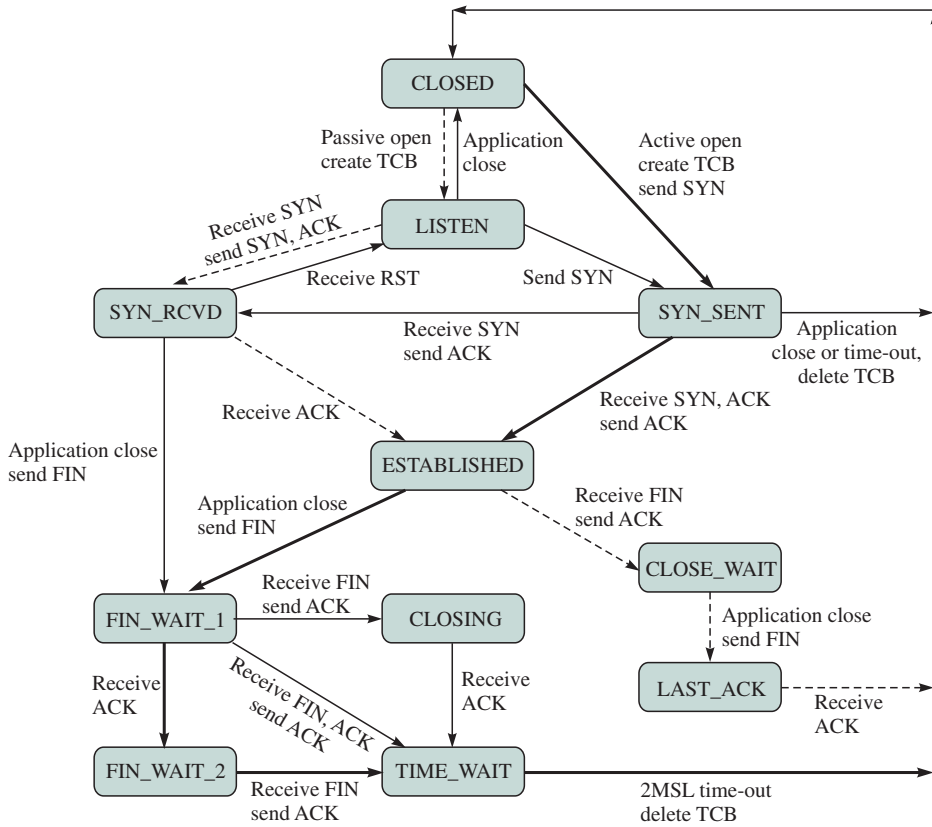 CLOSED
Passive open
create TCB
Application
close
Active open
create TCB
send SYN
Receive SYN
send SYN, ACK
LISTEN
Receive RST
Send SYN
SYN_RCVD
SYN_SENT
Receive SYN
send ACK
Application
close or time-out,
delete TCB
Receive ACK
Receive SYN, ACK
send ACK
Application close
send FIN
ESTABLISHED
Application close
send FIN
Receive FIN
send ACK
CLOSE_WAIT
Receive FIN
send ACK
FIN_WAIT_1
CLOSING
Application close
send FIN
Receive
ACK
Receive FIN, ACK
send ACK
Receive
ACK
LAST_ACK
Receive
ACK
FIN_WAIT_2
Receive FIN
send ACK
TIME_WAIT
2MSL time-out
delete TCB